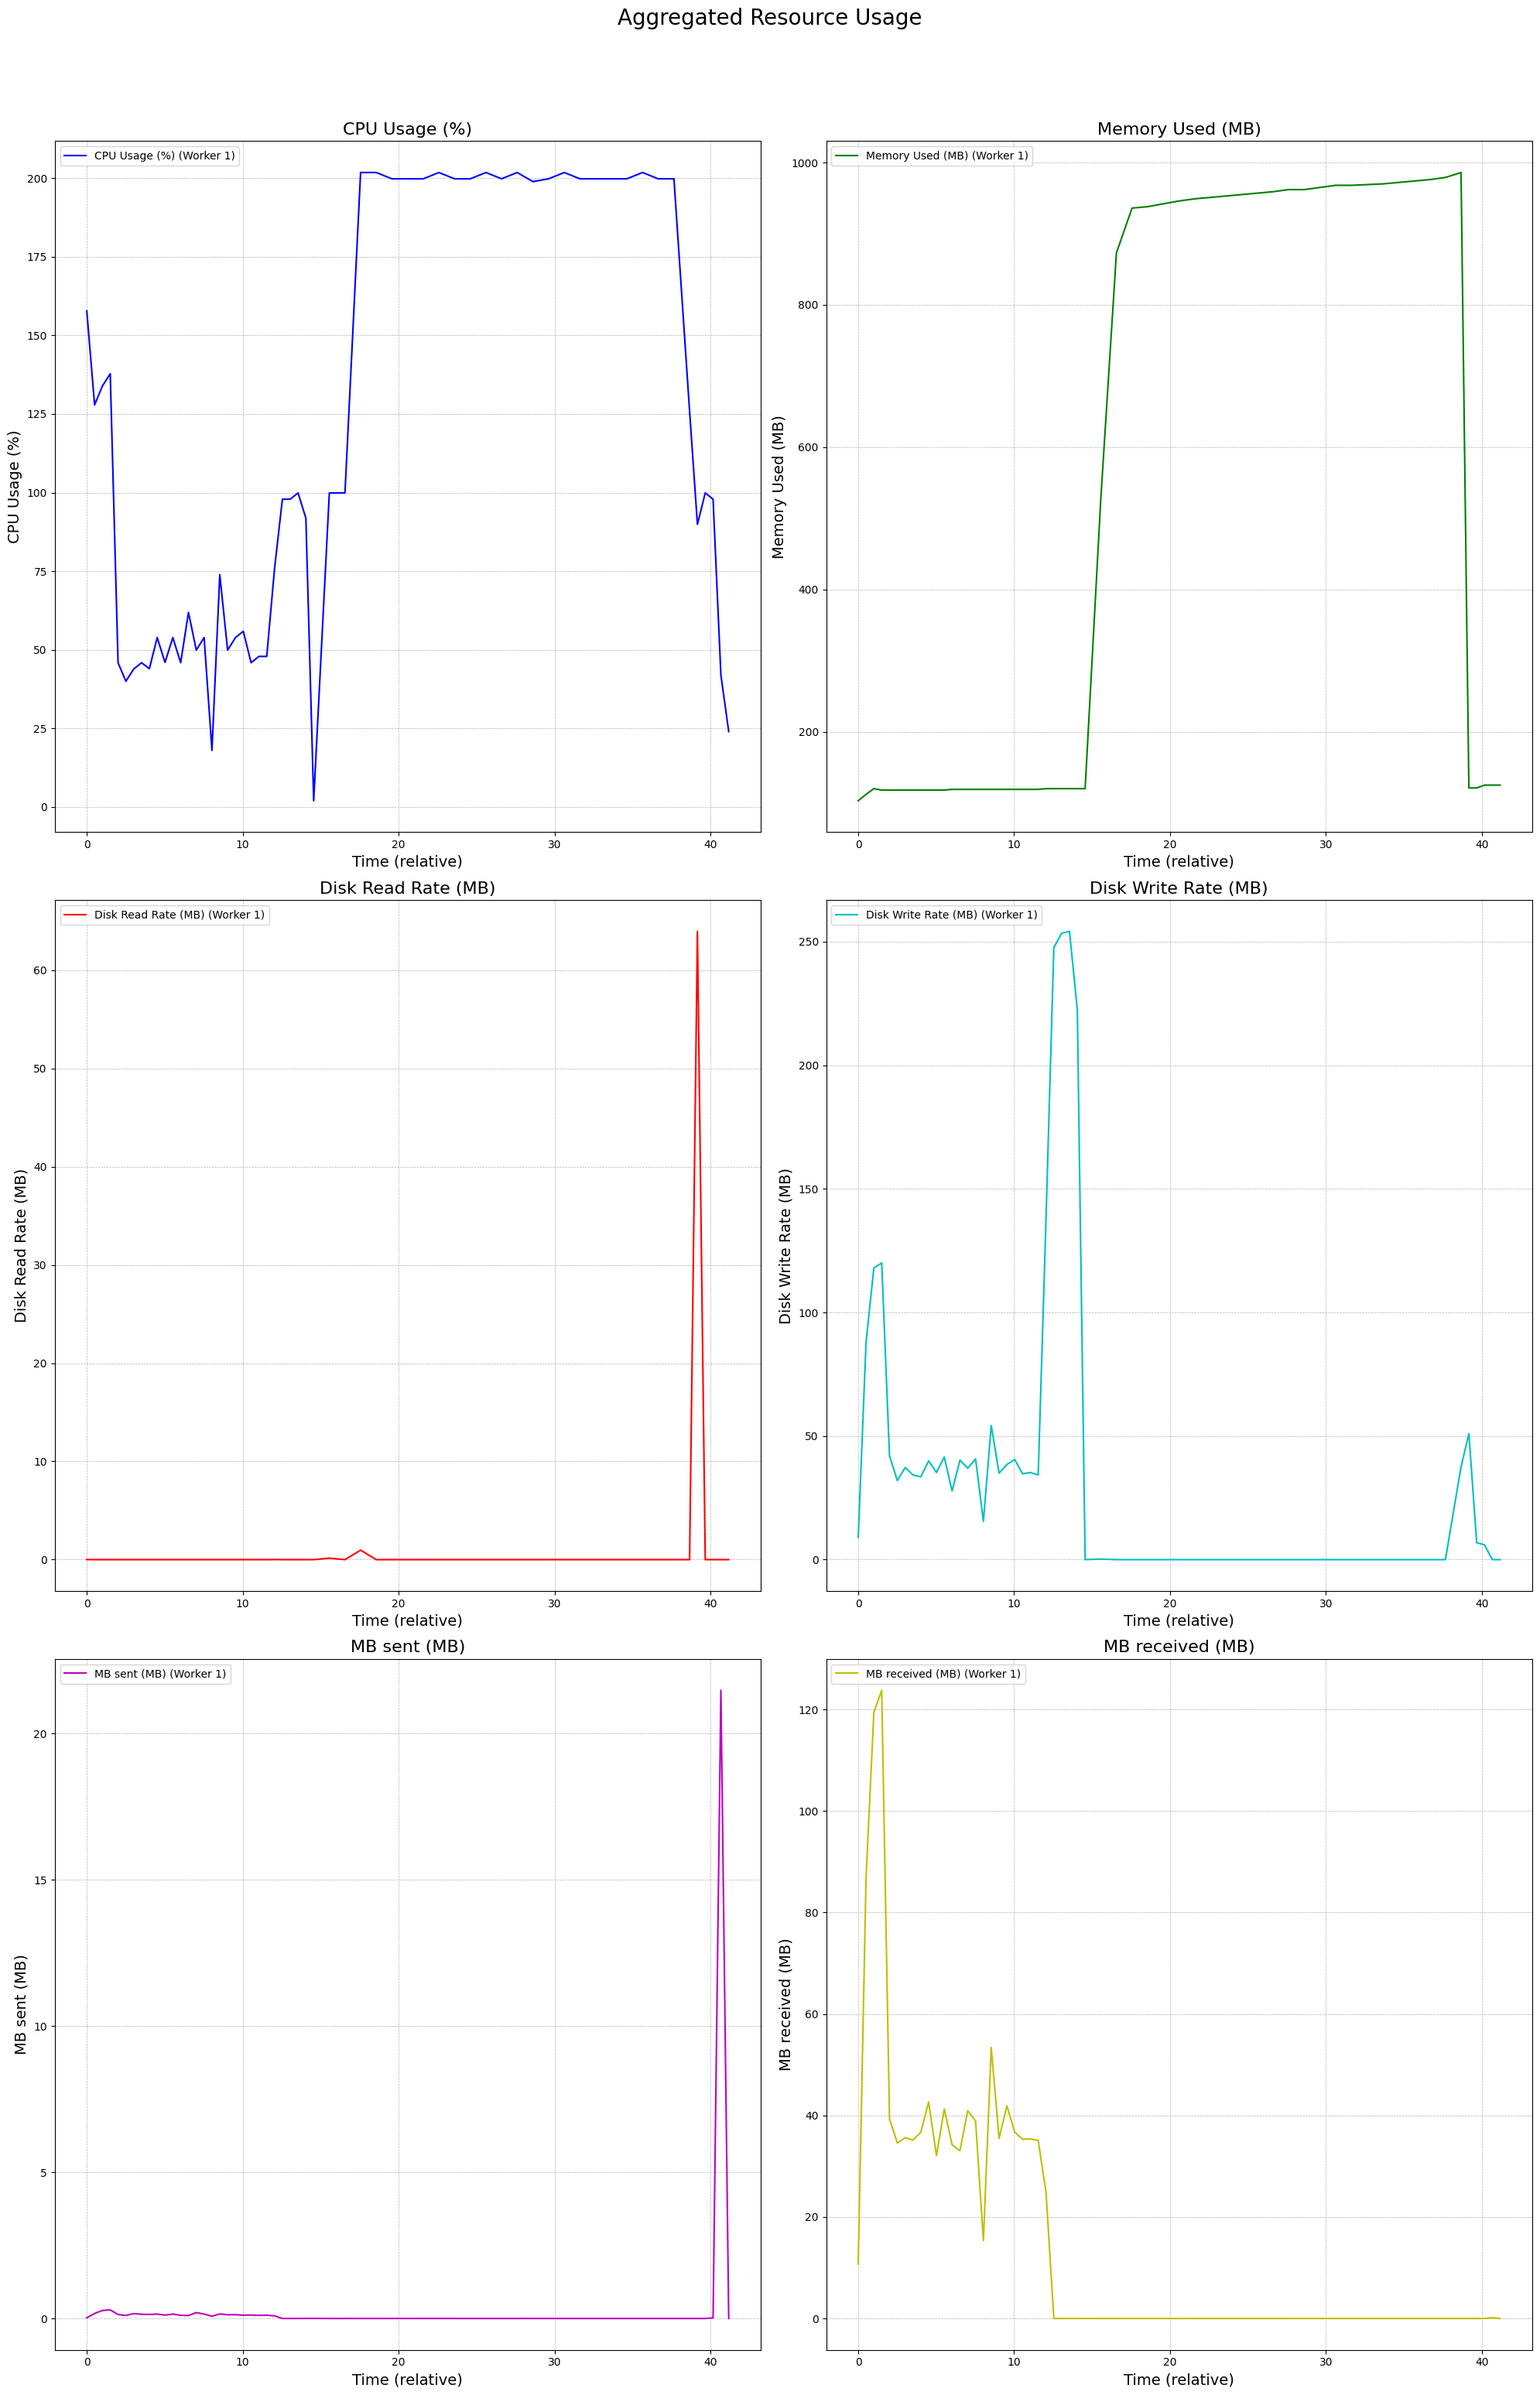 Aggregated Resource Usage
CPU Usage (%)
CPU Usage (%) (Worker 1)
CPU Usage (%)
200
175
150
125
100
75
50
25
0
0 10 20 30 40
Time (relative)
Memory Used (MB)
Memory Used (MB) (Worker 1)
Memory Used (MB)
1000
800
600
400
200
0 10 20 30 40
Time (relative)
Disk Read Rate (MB)
Disk Read Rate (MB) (Worker 1)
Disk Read Rate (MB)
60
50
40
30
20
10
0
0 10 20 30 40
Time (relative)
Disk Write Rate (MB)
Disk Write Rate (MB) (Worker 1)
Disk Write Rate (MB)
250
200
150
100
50
0
0 10 20 30 40
Time (relative)
MB sent (MB)
MB sent (MB) (Worker 1)
MB sent (MB)
20
15
10
5
0
0 10 20 30 40
Time (relative)
MB received (MB)
MB received (MB) (Worker 1)
MB received (MB)
120
100
80
60
40
20
0
0 10 20 30 40
Time (relative)